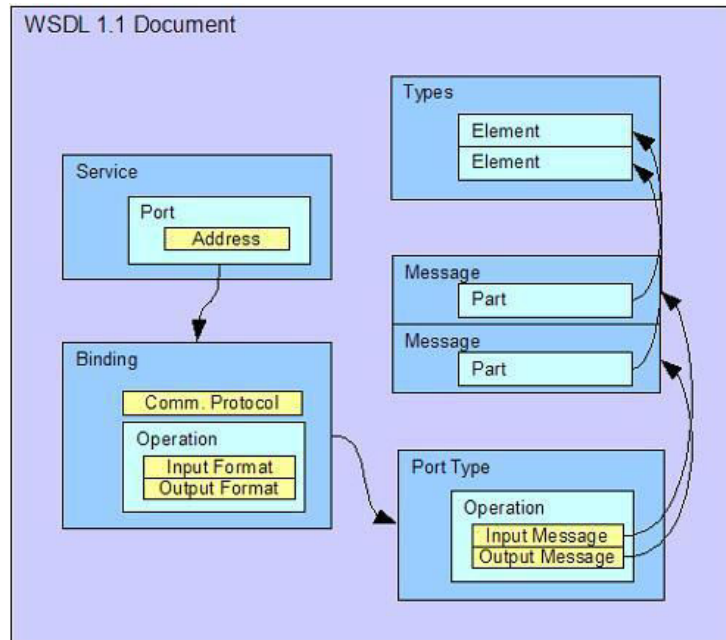 WSDL 1.1 Document
Service
Port
Address
Binding
Comm. Protocol
Operation
Input Format
Output Format
Types
Element
Element
Message
Part
Message
Part
Port Type
Operation
Input Message
Output Message